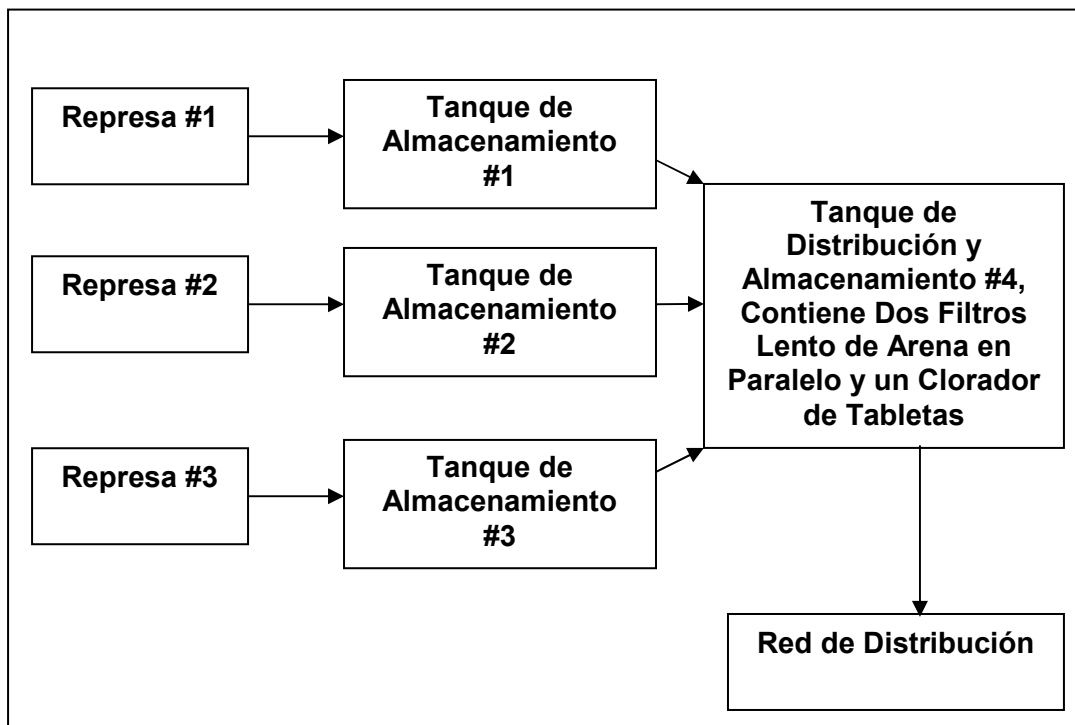 Represa #1
Tanque de
Almacenamiento
#1
Represa #2
Tanque de
Almacenamiento
#2
Represa #3
Tanque de
Almacenamiento
#3
Tanque de
Distribución y
Almacenamiento #4,
Contiene Dos Filtros
Lento de Arena en
Paralelo y un Clorador
de Tabletas
Red de Distribución